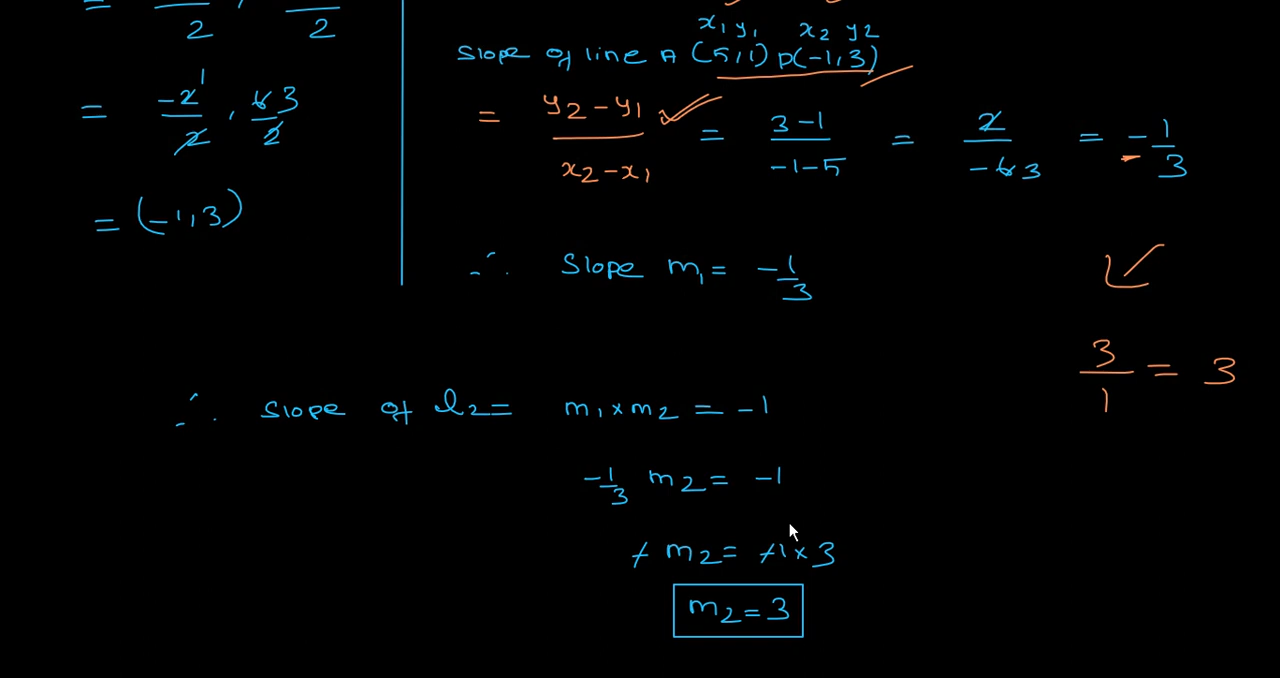 = — , —
2 2
= -2¹/2 , 6 3/2
= (-1,3)
x₁ y₁ x₂ y₂
Slope of line A (5,1) D(-1,3)
= y₂-y₁/x₂-x₁ = 3-1/-1-5 = 2/-6 3 = -1/3
∴ Slope m₁ = -1/3
3/1 = 3
∴ Slope of l₂ = m₁ x m₂ = -1
-1/3 m₂ = -1
- m₂ = -1 x 3
m₂ = 3